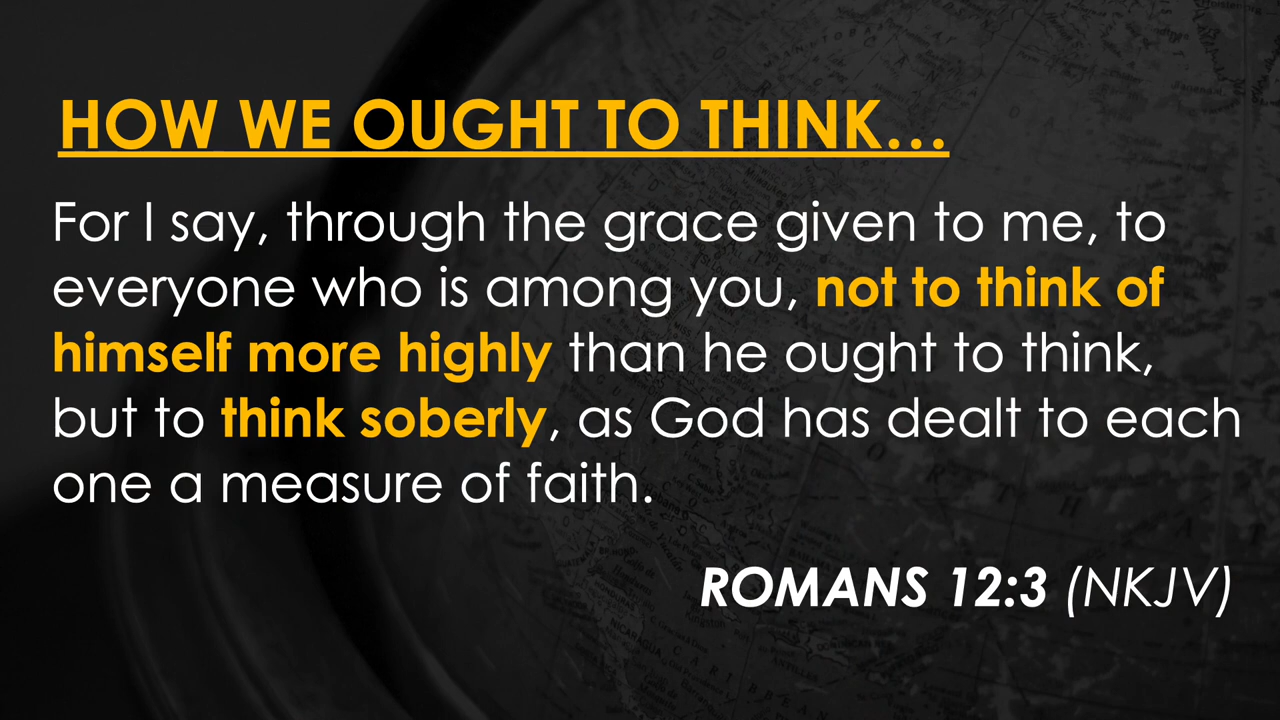 HOW WE OUGHT TO THINK…
For I say, through the grace given to me, to
everyone who is among you, not to think of
himself more highly than he ought to think,
but to think soberly, as God has dealt to each
one a measure of faith.
ROMANS 12:3 (NKJV)
NICARAGUA